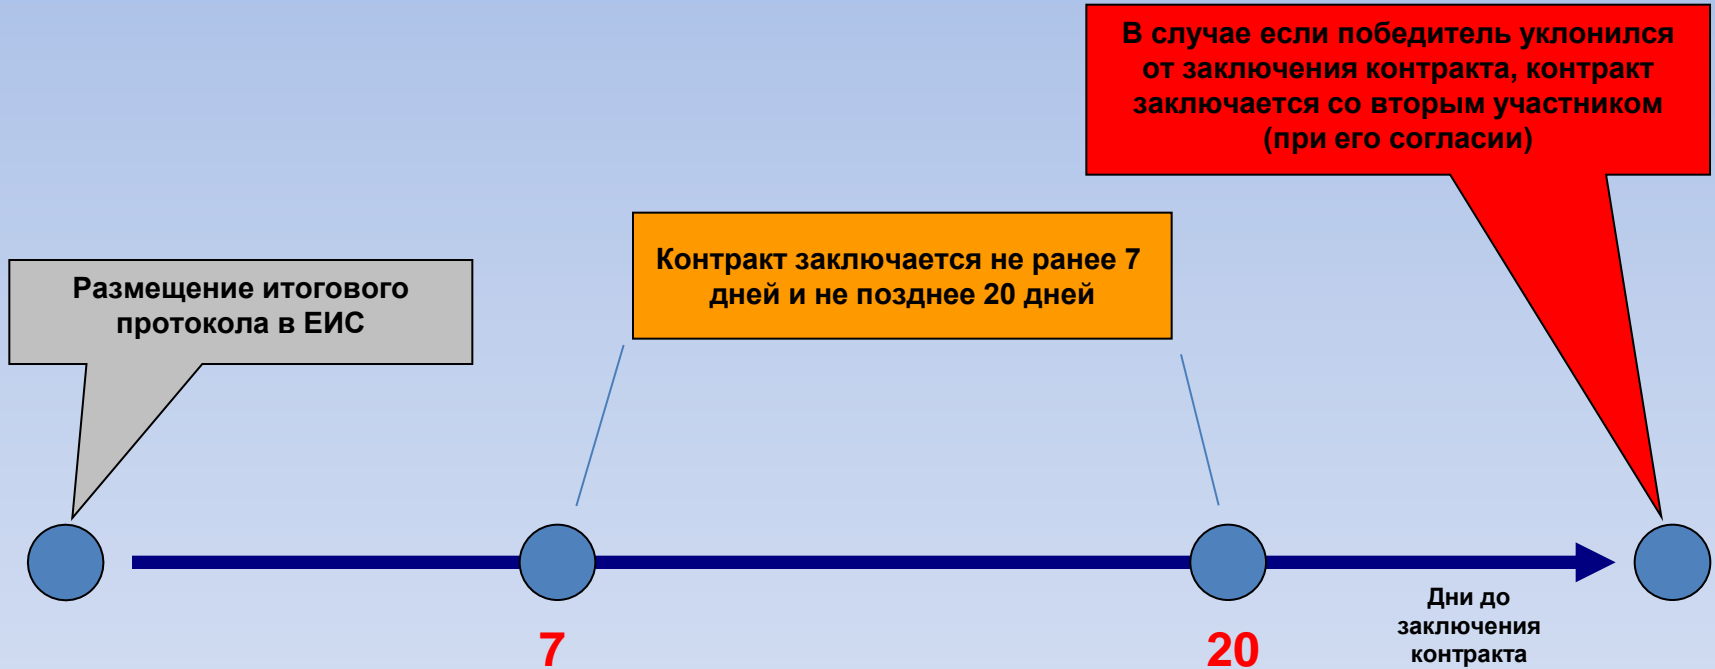 В случае если победитель уклонился
от заключения контракта, контракт
заключается со вторым участником
(при его согласии)
Контракт заключается не ранее 7
дней и не позднее 20 дней
Размещение итогового
протокола в ЕИС
Дни до
заключения
контракта
7
20